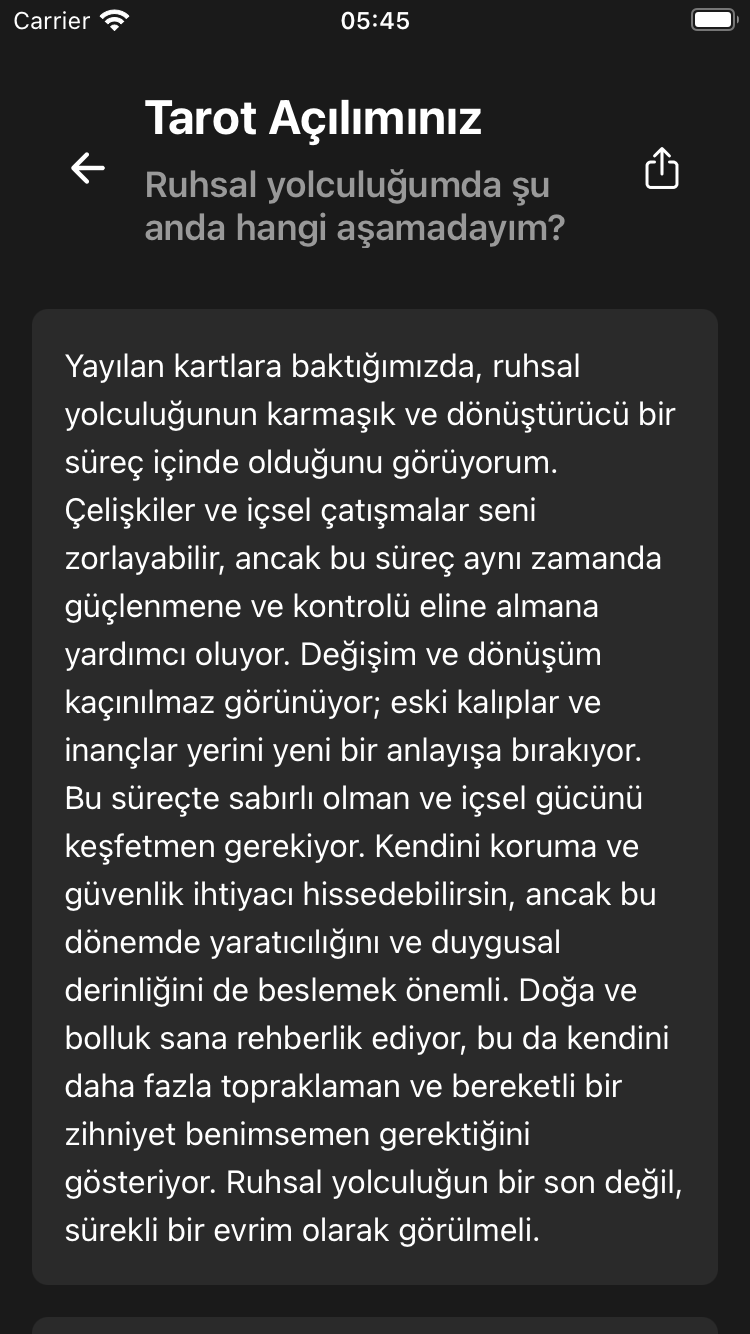 Carrier 05:45
Tarot Açılımınız
Ruhsal yolculuğumda şu
anda hangi aşamadayım?
Yayılan kartlara baktığımızda, ruhsal
yolculuğunun karmaşık ve dönüştürücü bir
süreç içinde olduğunu görüyorum.
Çelişkiler ve içsel çatışmalar seni
zorlayabilir, ancak bu süreç aynı zamanda
güçlenmene ve kontrolü eline almana
yardımcı oluyor. Değişim ve dönüşüm
kaçınılmaz görünüyor; eski kalıplar ve
inançlar yerini yeni bir anlayışa bırakıyor.
Bu süreçte sabırlı olman ve içsel gücünü
keşfetmen gerekiyor. Kendini koruma ve
güvenlik ihtiyacı hissedebilirsin, ancak bu
dönemde yaratıcılığını ve duygusal
derinliğini de beslemek önemli. Doğa ve
bolluk sana rehberlik ediyor, bu da kendini
daha fazla topraklaman ve bereketli bir
zihniyet benimsemen gerektiğini
gösteriyor. Ruhsal yolculuğun bir son değil,
sürekli bir evrim olarak görülmeli.